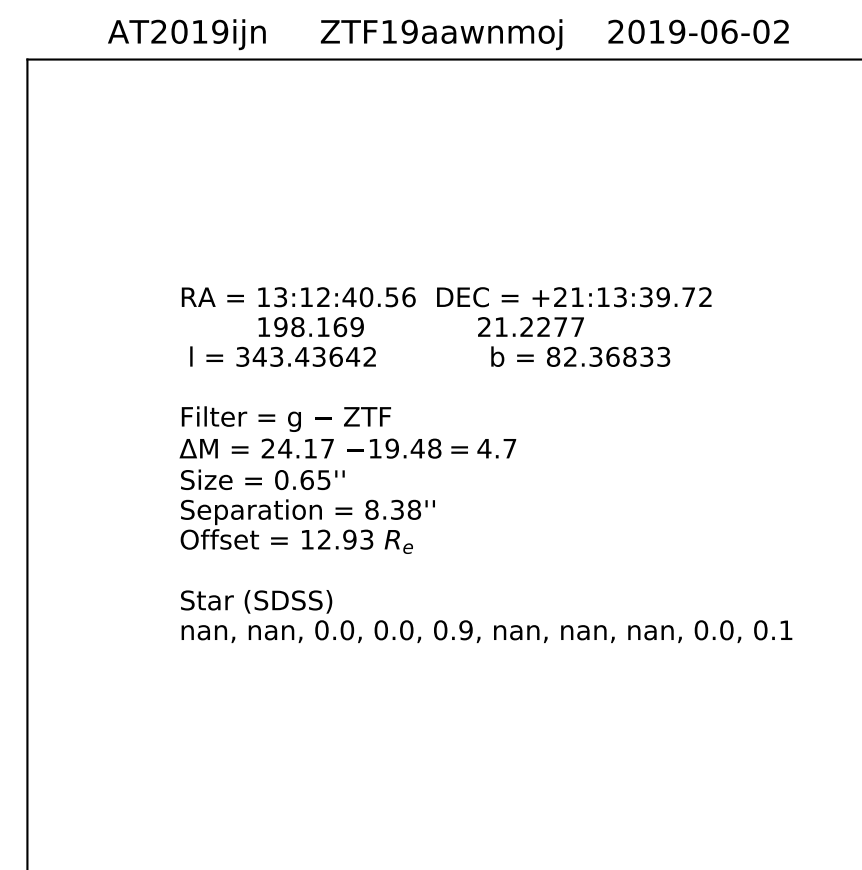 AT2019ijn ZTF19aawnmoj 2019-06-02
RA = 13:12:40.56 DEC = +21:13:39.72
198.169 21.2277
l = 343.43642 b = 82.36833
Filter = g − ZTF
ΔM = 24.17 −19.48 = 4.7
Size = 0.65''
Separation = 8.38''
Offset = 12.93 Re
Star (SDSS)
nan, nan, 0.0, 0.0, 0.9, nan, nan, nan, 0.0, 0.1